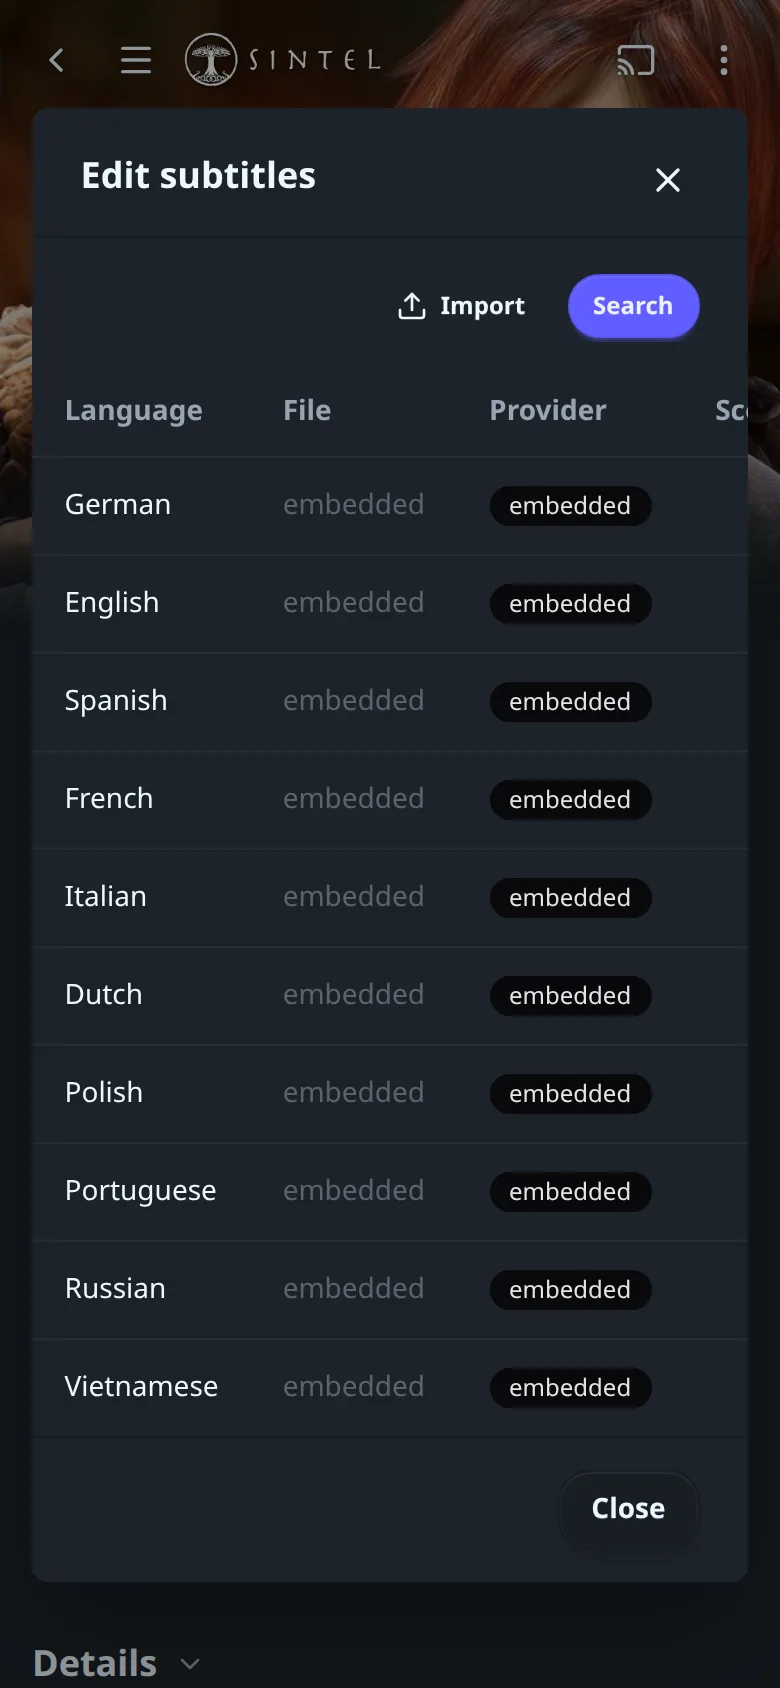 SINTEL
Edit subtitles
Import Search
Language File Provider
German embedded embedded
English embedded embedded
Spanish embedded embedded
French embedded embedded
Italian embedded embedded
Dutch embedded embedded
Polish embedded embedded
Portuguese embedded embedded
Russian embedded embedded
Vietnamese embedded embedded
Close
Details